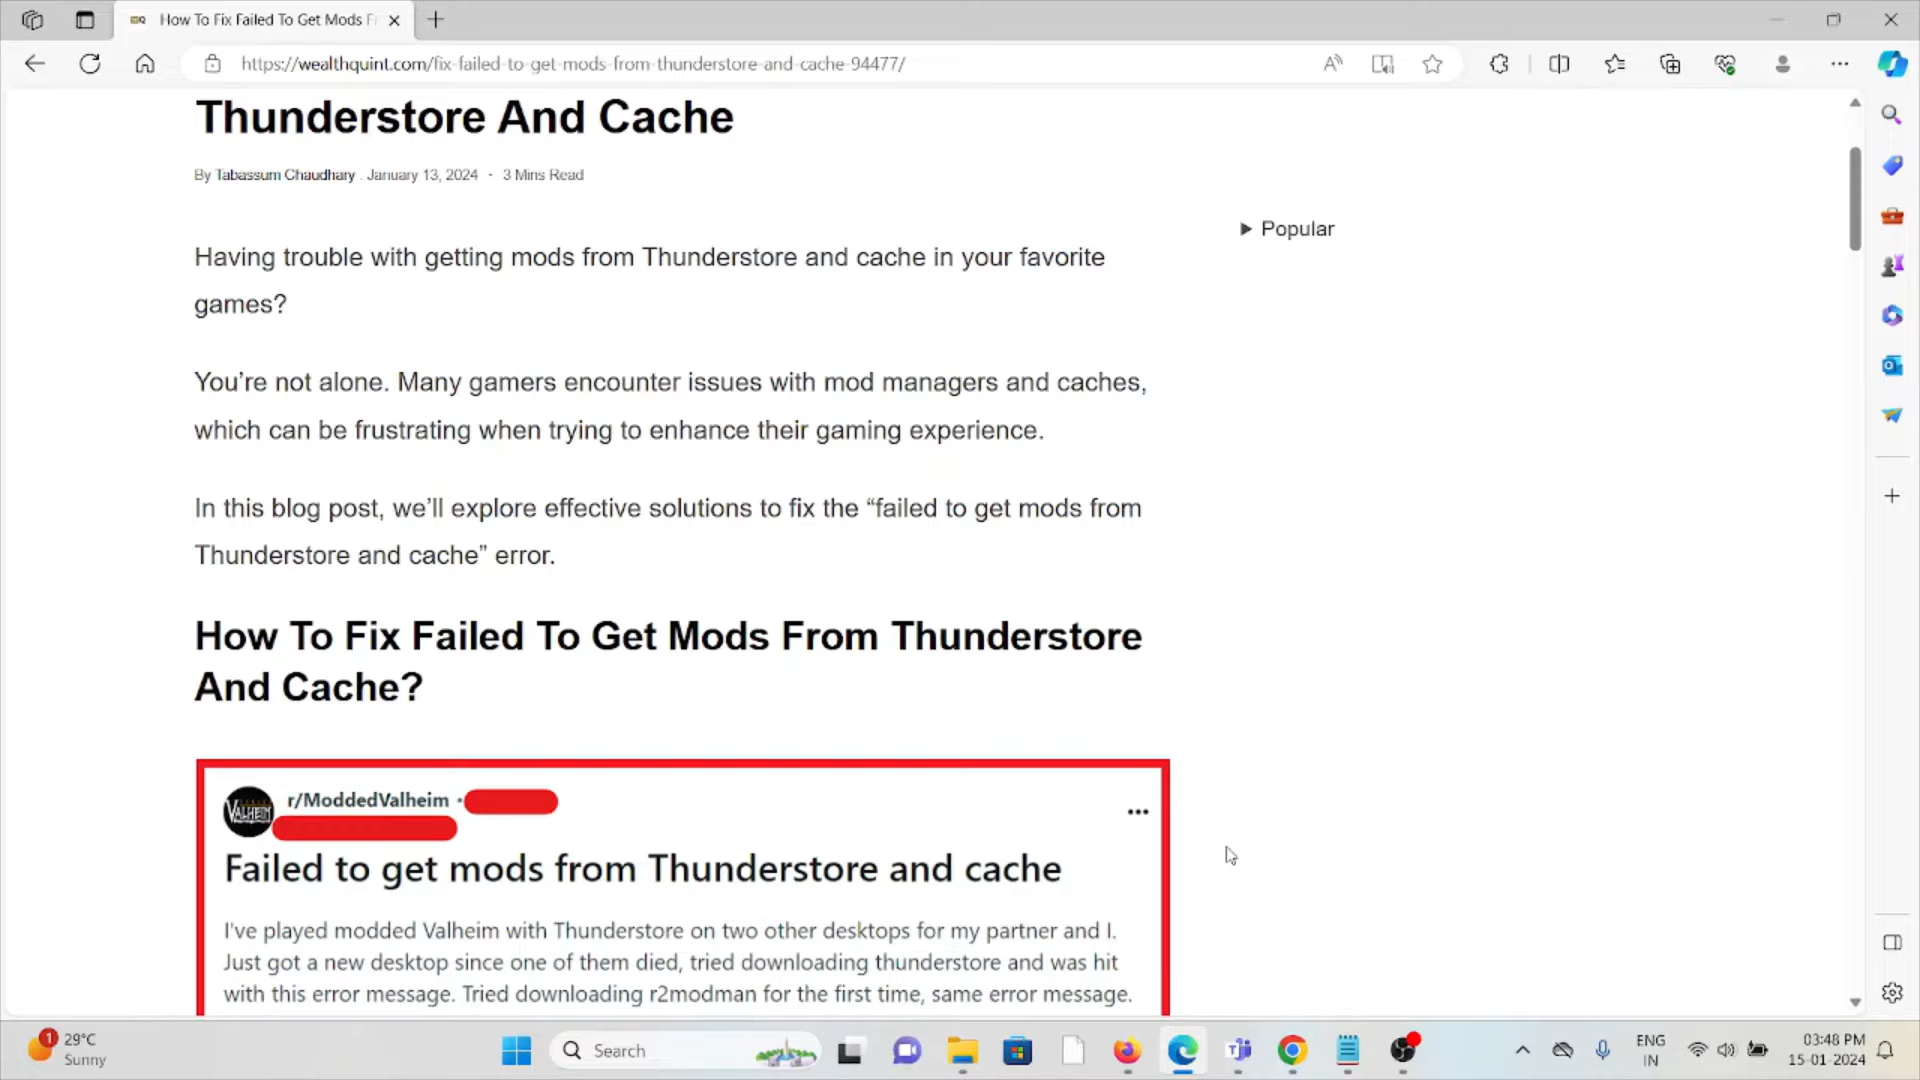 How To Fix Failed To Get Mods F
https://wealthquint.com/fix-failed-to-get-mods-from-thunderstore-and-cache-94477/
Thunderstore And Cache
By Tabassum Chaudhary . January 13, 2024 · 3 Mins Read
Popular
Having trouble with getting mods from Thunderstore and cache in your favorite
games?
You’re not alone. Many gamers encounter issues with mod managers and caches,
which can be frustrating when trying to enhance their gaming experience.
In this blog post, we’ll explore effective solutions to fix the “failed to get mods from
Thunderstore and cache” error.
How To Fix Failed To Get Mods From Thunderstore
And Cache?
VALHEIM
r/ModdedValheim ·
Failed to get mods from Thunderstore and cache
I've played modded Valheim with Thunderstore on two other desktops for my partner and I.
Just got a new desktop since one of them died, tried downloading thunderstore and was hit
with this error message. Tried downloading r2modman for the first time, same error message.
1
29°C
Sunny
Search
ENG
IN
03:48 PM
15-01-2024